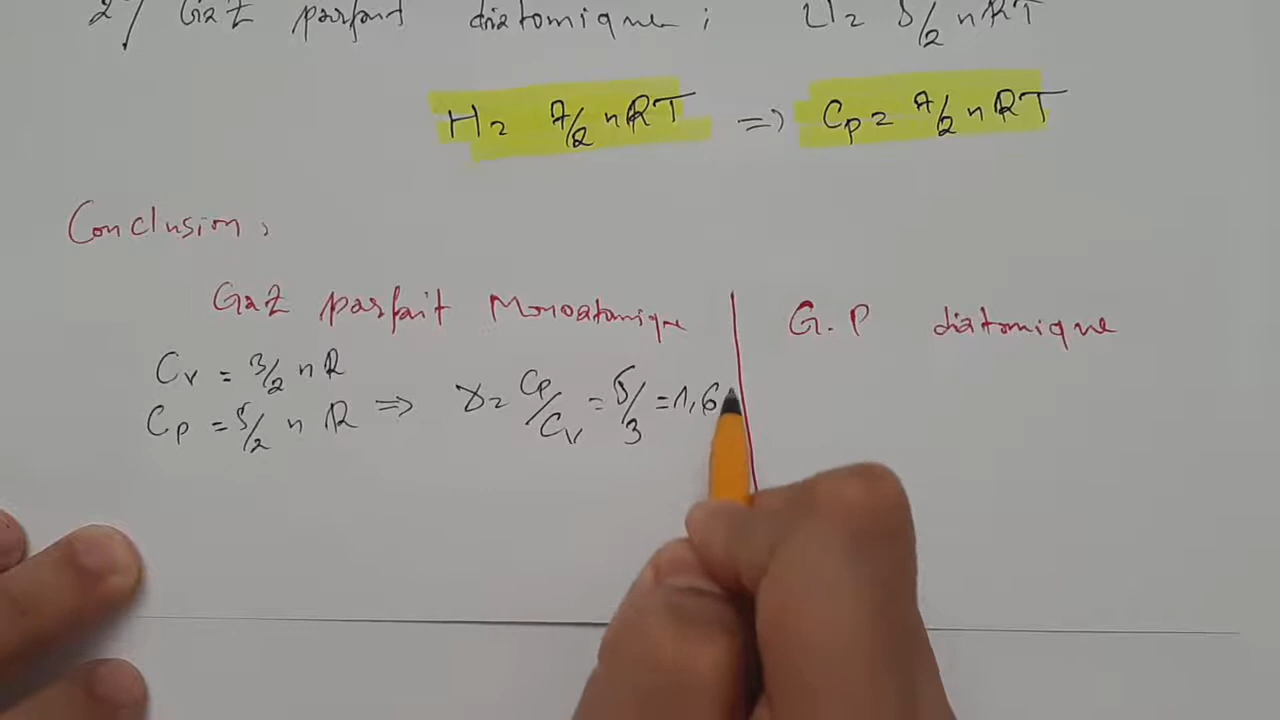 2/ Gaz parfait diatomique ; U = 5/2 nRT
H = 7/2 nRT => Cp = 7/2 nRT
Conclusion ,
Gaz parfait Monoatomique
G.P diatomique
Cv = 3/2 nR
Cp = 5/2 nR => γ = Cp/Cv = 5/3 = 1,6